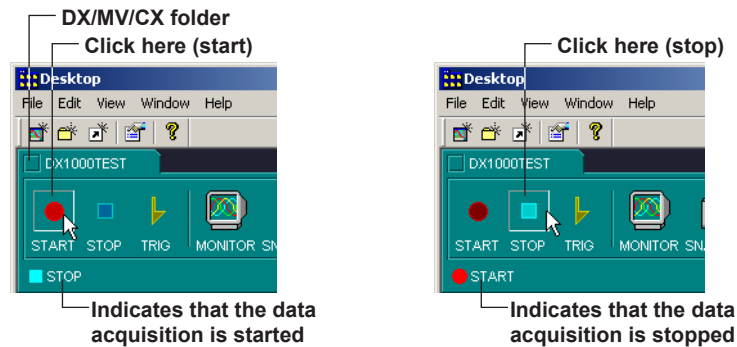 DX/MV/CX folder
Click here (start)
Desktop
File Edit View Window Help
DX1000TEST
START STOP TRIG MONITOR SN
STOP
Indicates that the data
acquisition is started
Click here (stop)
Desktop
File Edit View Window Help
DX1000TEST
START STOP TRIG MONITOR SNA
START
Indicates that the data
acquisition is stopped